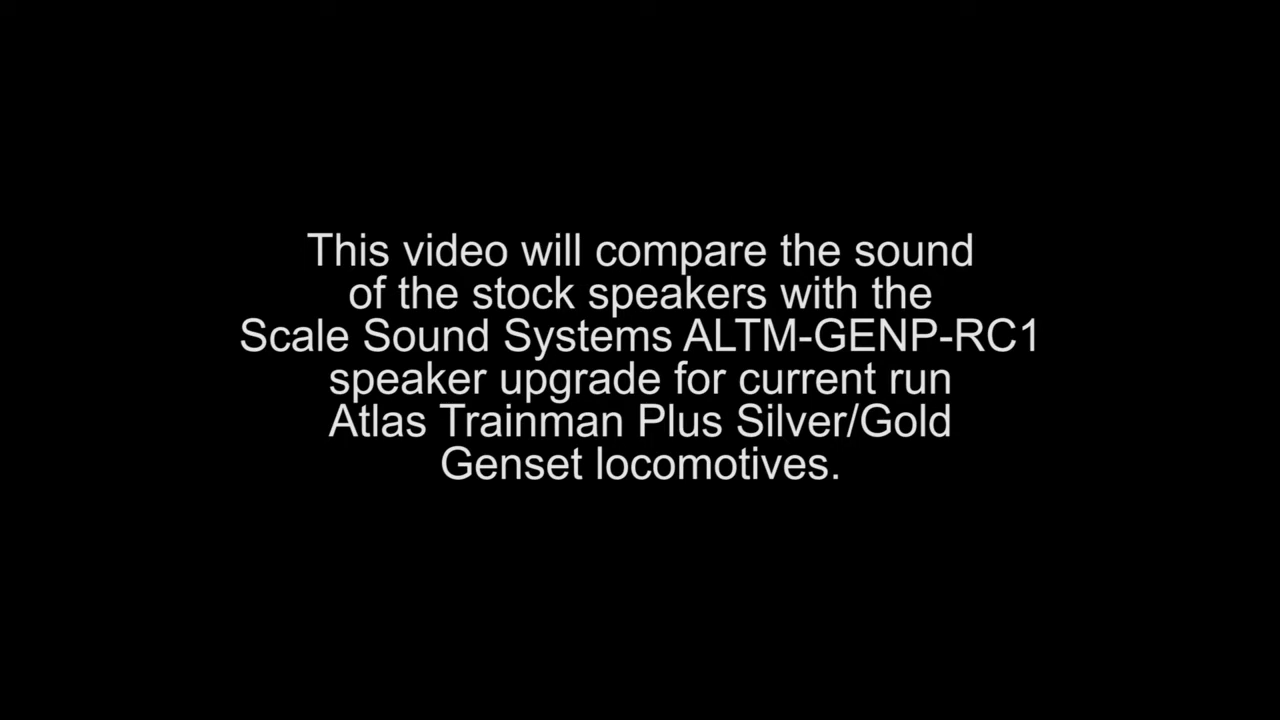 This video will compare the sound
of the stock speakers with the
Scale Sound Systems ALTM-GENP-RC1
speaker upgrade for current run
Atlas Trainman Plus Silver/Gold
Genset locomotives.